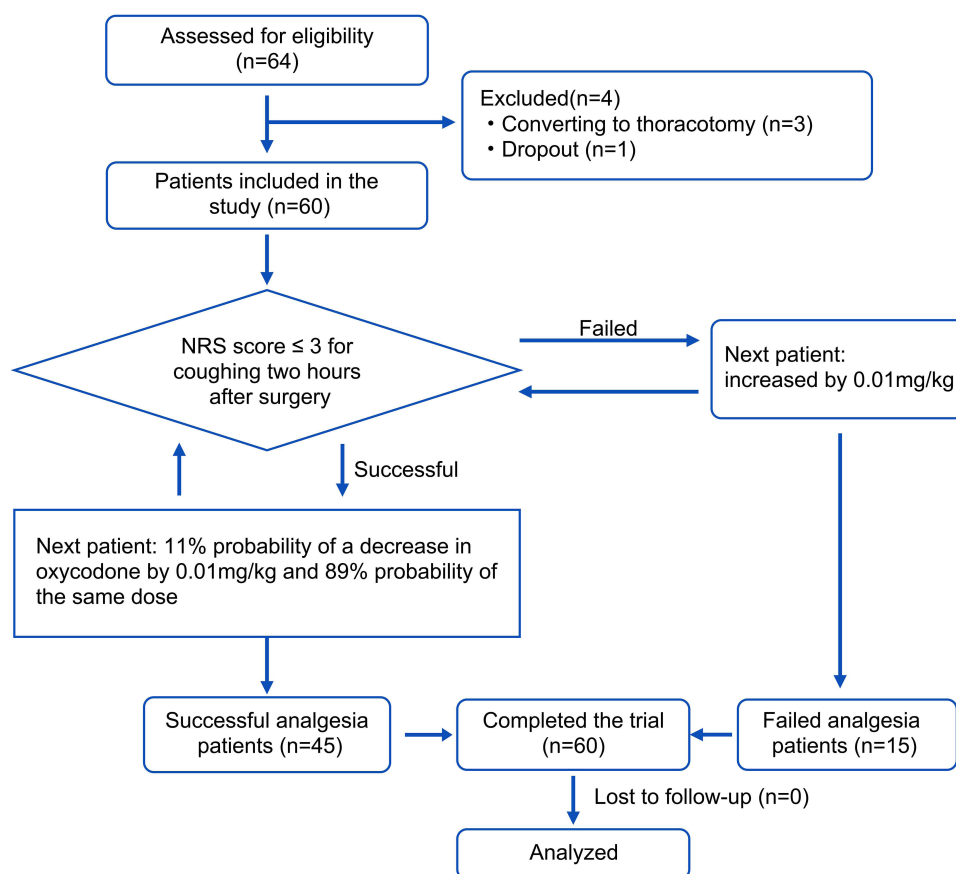 Assessed for eligibility
(n=64)
Excluded(n=4)
• Converting to thoracotomy (n=3)
• Dropout (n=1)
Patients included in the
study (n=60)
NRS score ≤ 3 for
coughing two hours
after surgery
Failed
Next patient:
increased by 0.01mg/kg
Successful
Next patient: 11% probability of a decrease in
oxycodone by 0.01mg/kg and 89% probability of
the same dose
Successful analgesia
patients (n=45)
Completed the trial
(n=60)
Failed analgesia
patients (n=15)
Lost to follow-up (n=0)
Analyzed